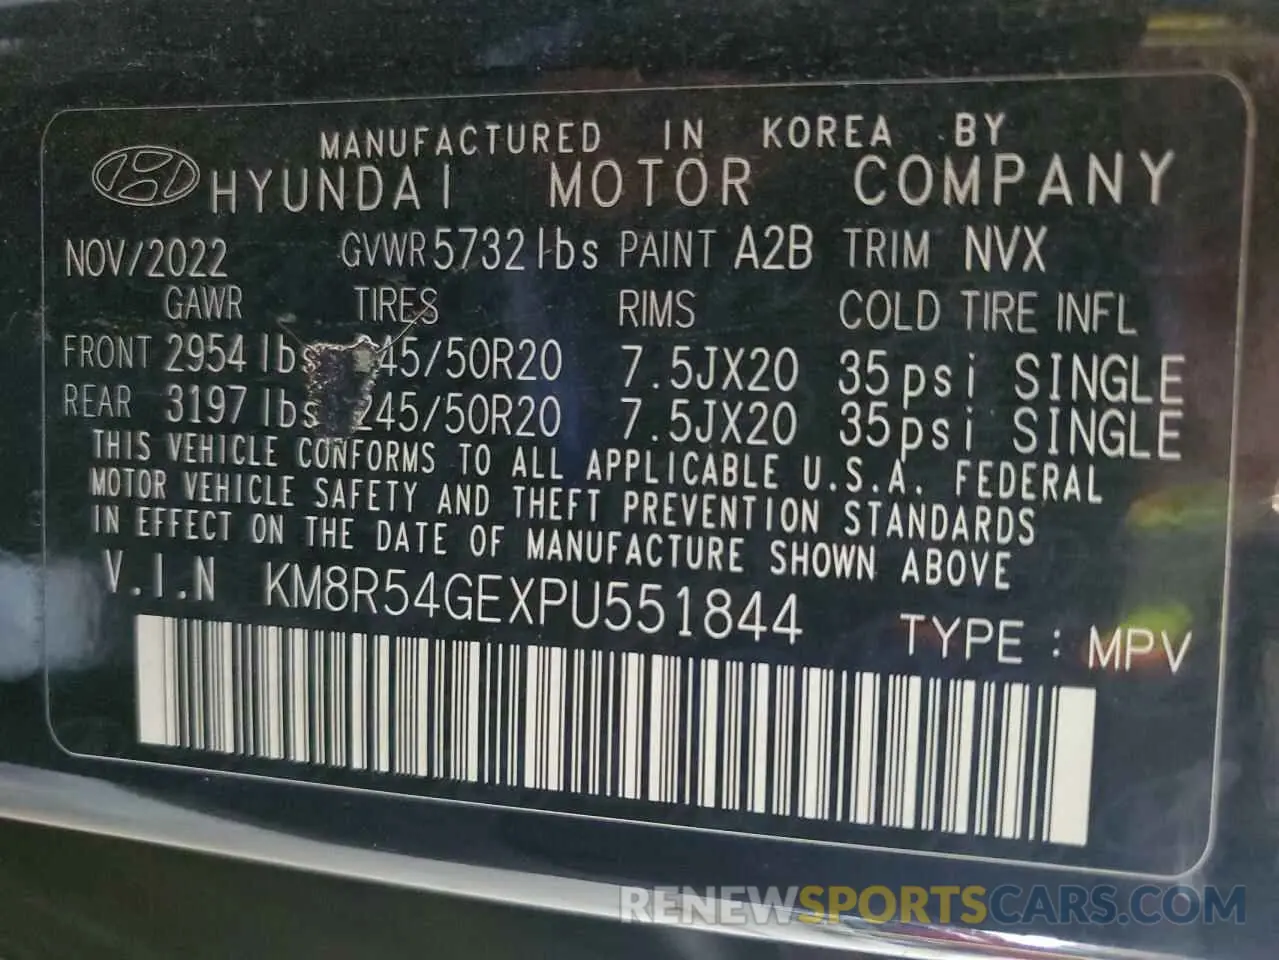 MANUFACTURED IN KOREA BY
HYUNDAI MOTOR COMPANY
NOV/2022 GVWR 5732 lbs PAINT A2B TRIM NVX
GAWR TIRES RIMS COLD TIRE INFL
FRONT 2954 lbs 45/50R20 7.5JX20 35psi SINGLE
REAR 3197 lbs 245/50R20 7.5JX20 35psi SINGLE
THIS VEHICLE CONFORMS TO ALL APPLICABLE U.S.A. FEDERAL
MOTOR VEHICLE SAFETY AND THEFT PREVENTION STANDARDS
IN EFFECT ON THE DATE OF MANUFACTURE SHOWN ABOVE
V.I.N KM8R54GEXPU551844 TYPE : MPV
RENEWSPORTSCARS.COM